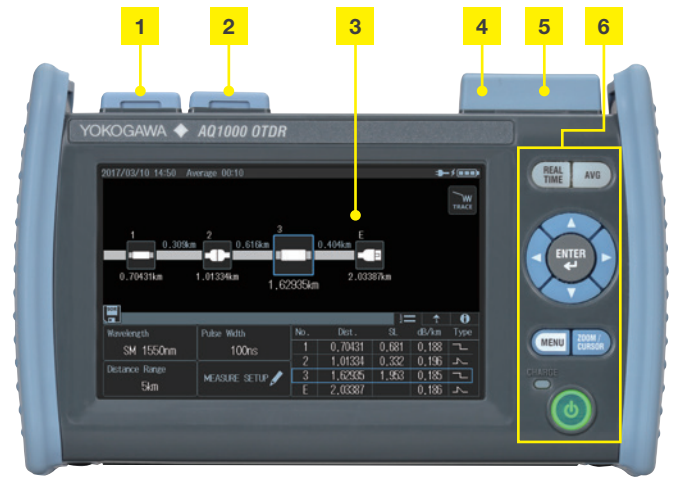 1 2 3 4 5 6
YOKOGAWA ◆ AQ1000 OTDR
2017/03/10 14:50 Average 00:10
REAL TIME AVG
W TRACE
1 2 3 E
0.309km 0.616km 0.404km
0.70431km 1.01334km 1.62935km 2.03387km
ENTER
Wavelength Pulse Width No. Dist. SL dB/km Type
SM 1550nm 100ns 1 0.70431 0.681 0.188
2 1.01334 0.332 0.196
Distance Range MEASURE SETUP 3 1.62935 1.953 0.185
5km E 2.03387 0.186
MENU ZOOM / CURSOR
CHARGE